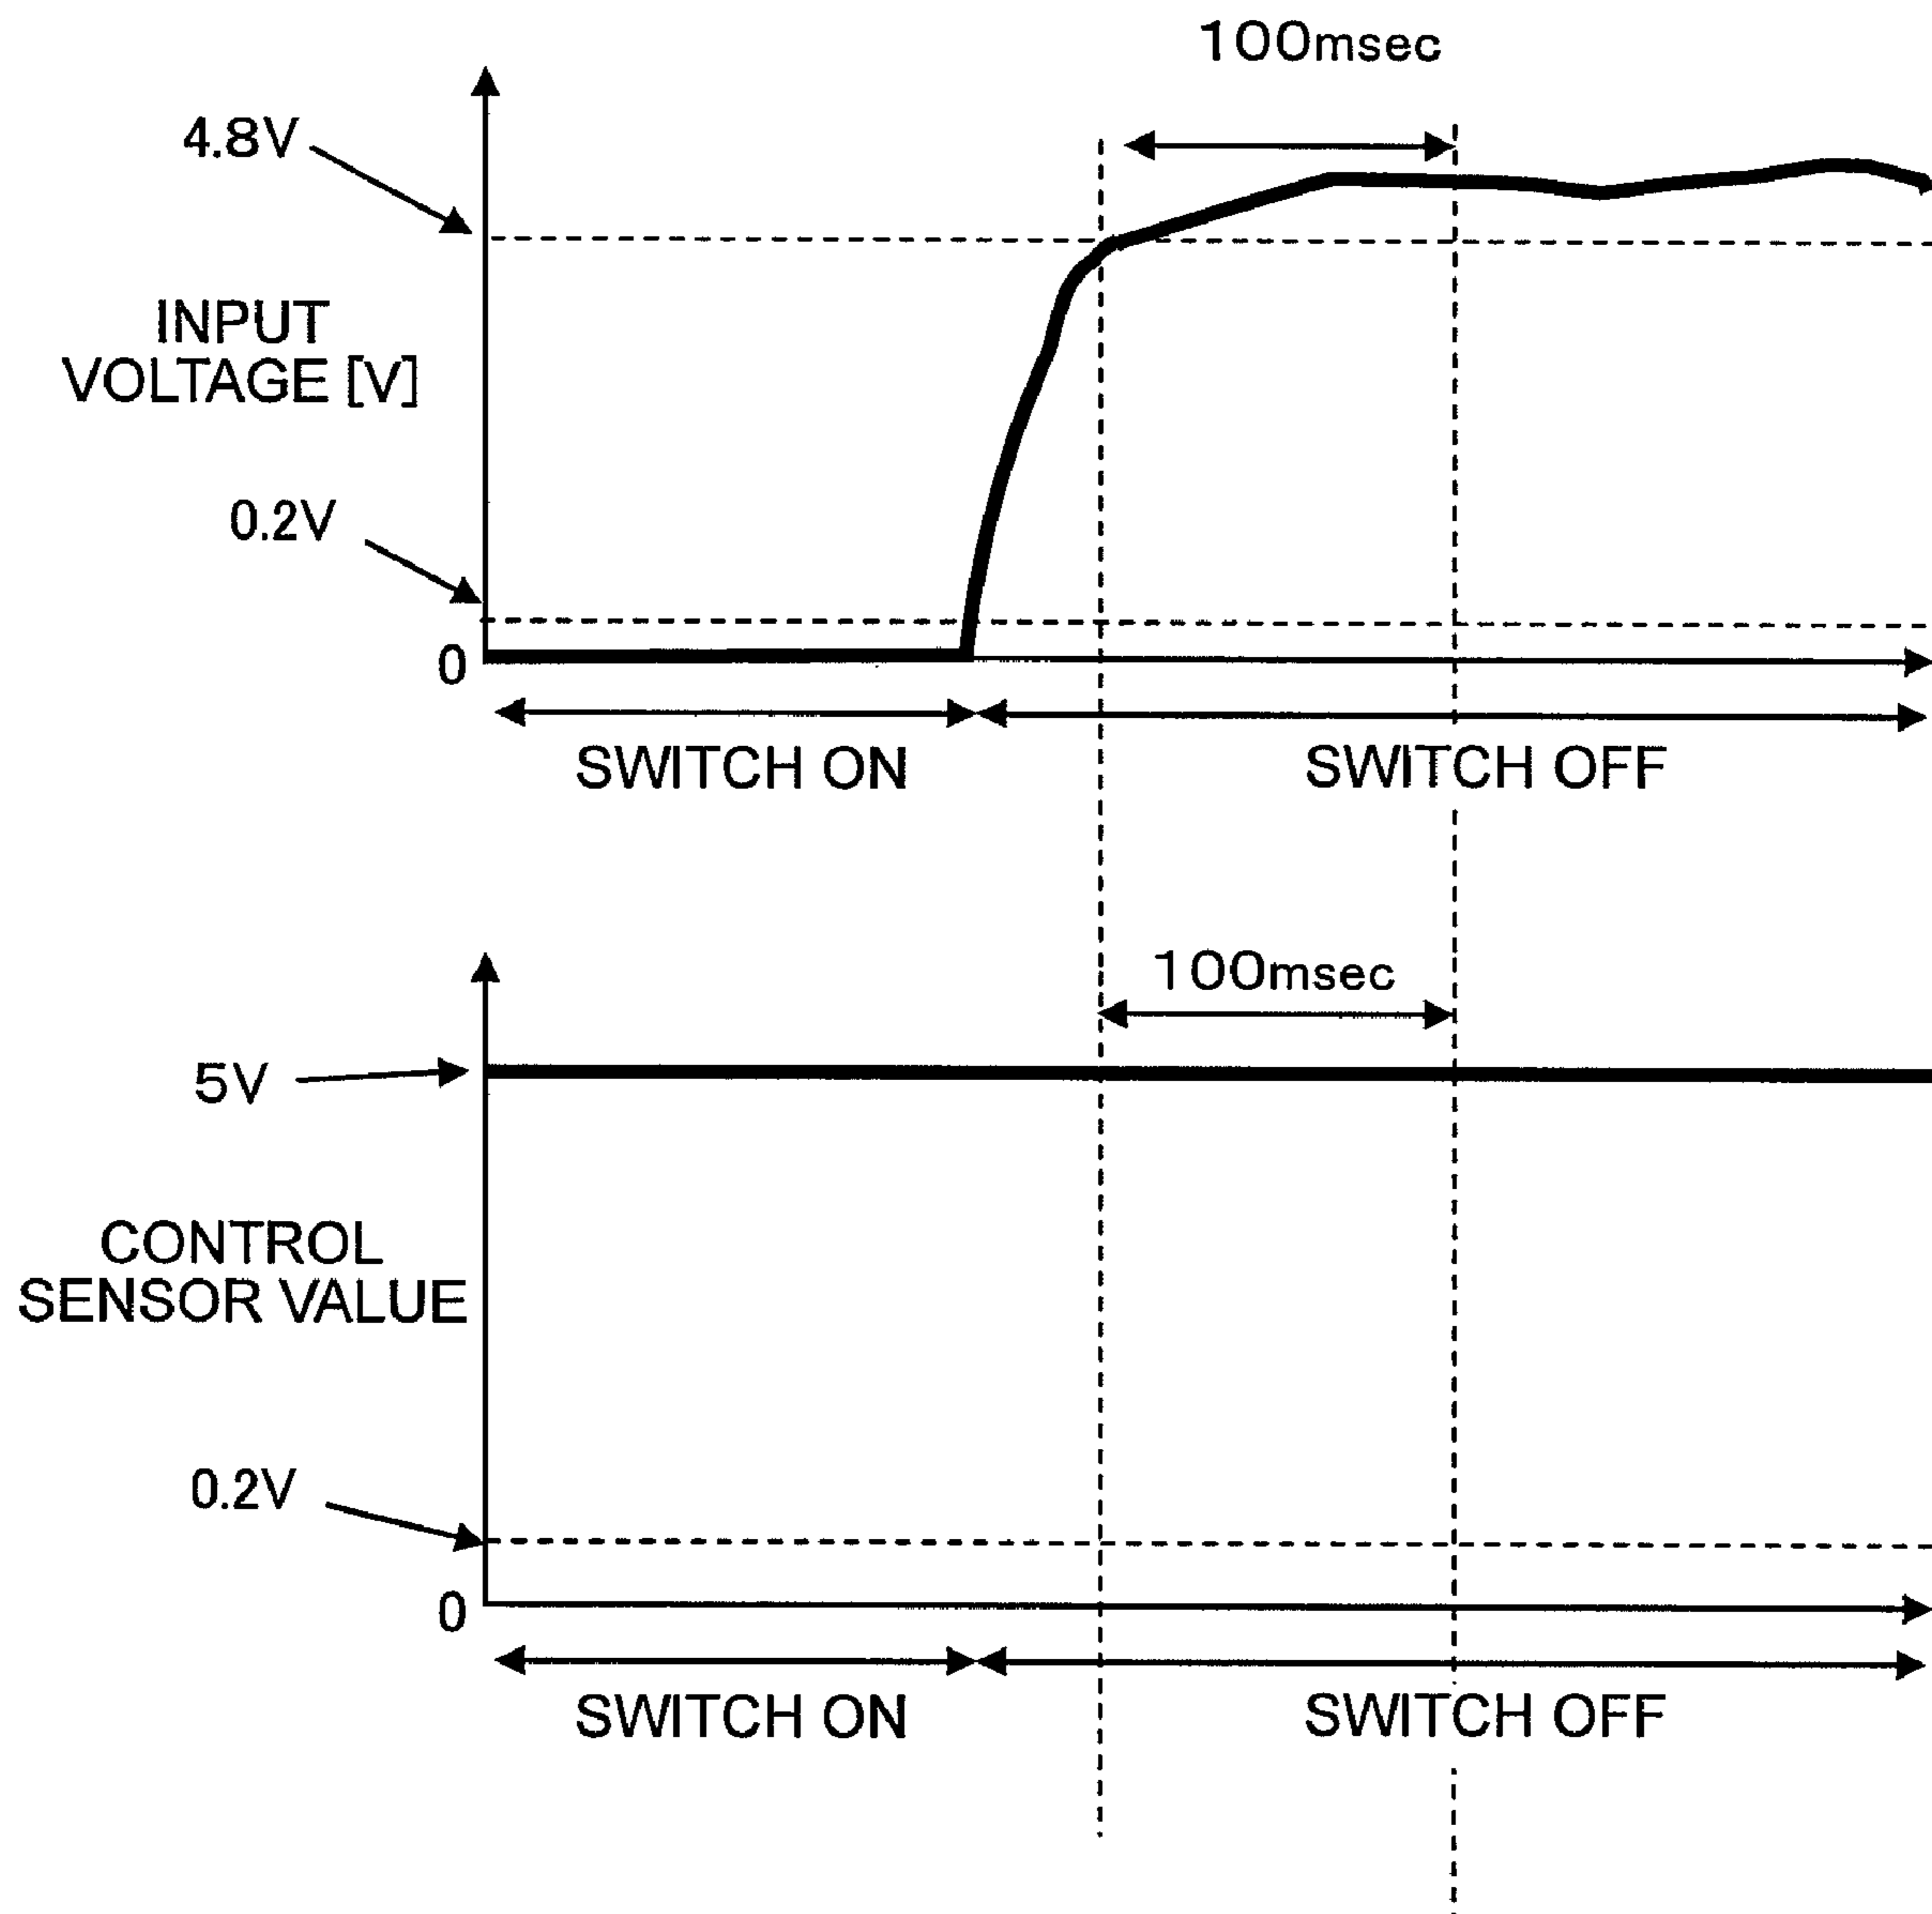 100msec
4.8V
INPUT
VOLTAGE [V]
0.2V
0
SWITCH ON
SWITCH OFF
100msec
5V
CONTROL
SENSOR VALUE
0.2V
0
SWITCH ON
SWITCH OFF